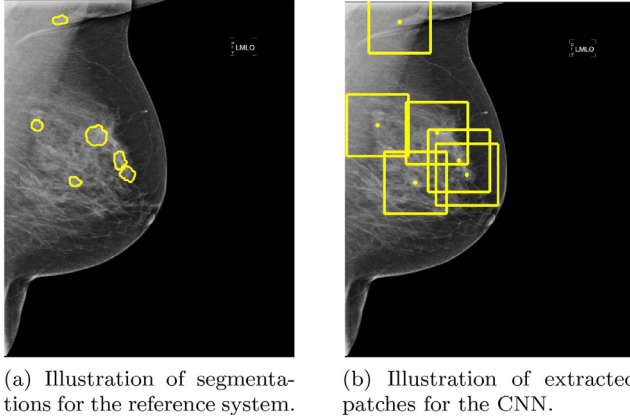 LMLO
LMLO
(a) Illustration of segmenta-
tions for the reference system.
(b) Illustration of extracted
patches for the CNN.